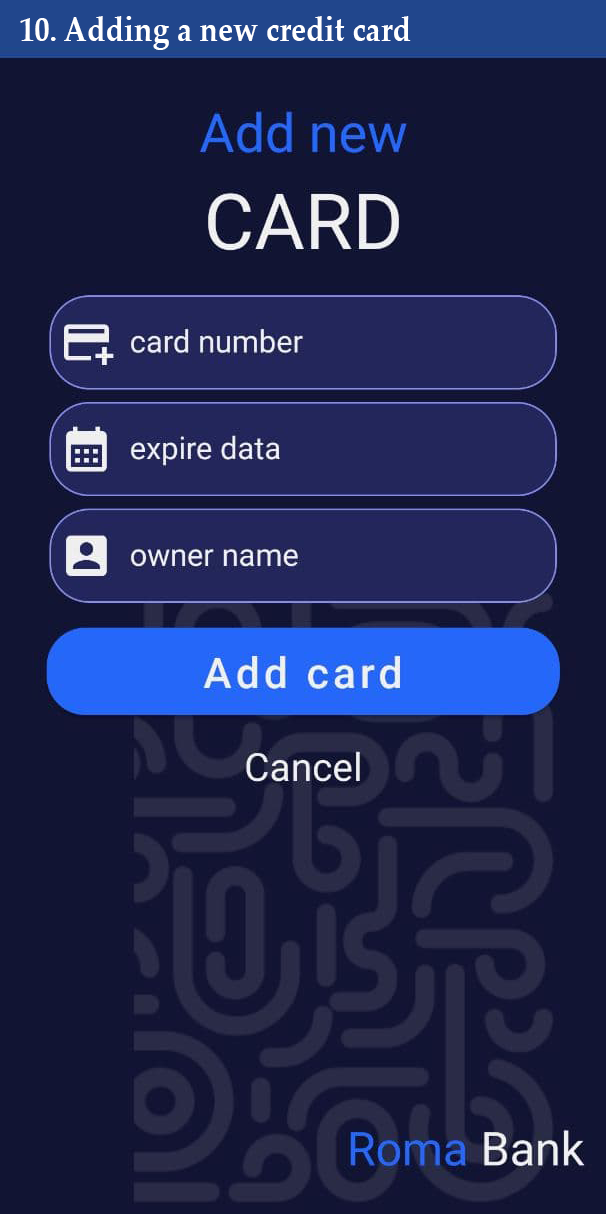 10. Adding a new credit card
Add new
CARD
card number
expire data
owner name
Add card
Cancel
Roma Bank